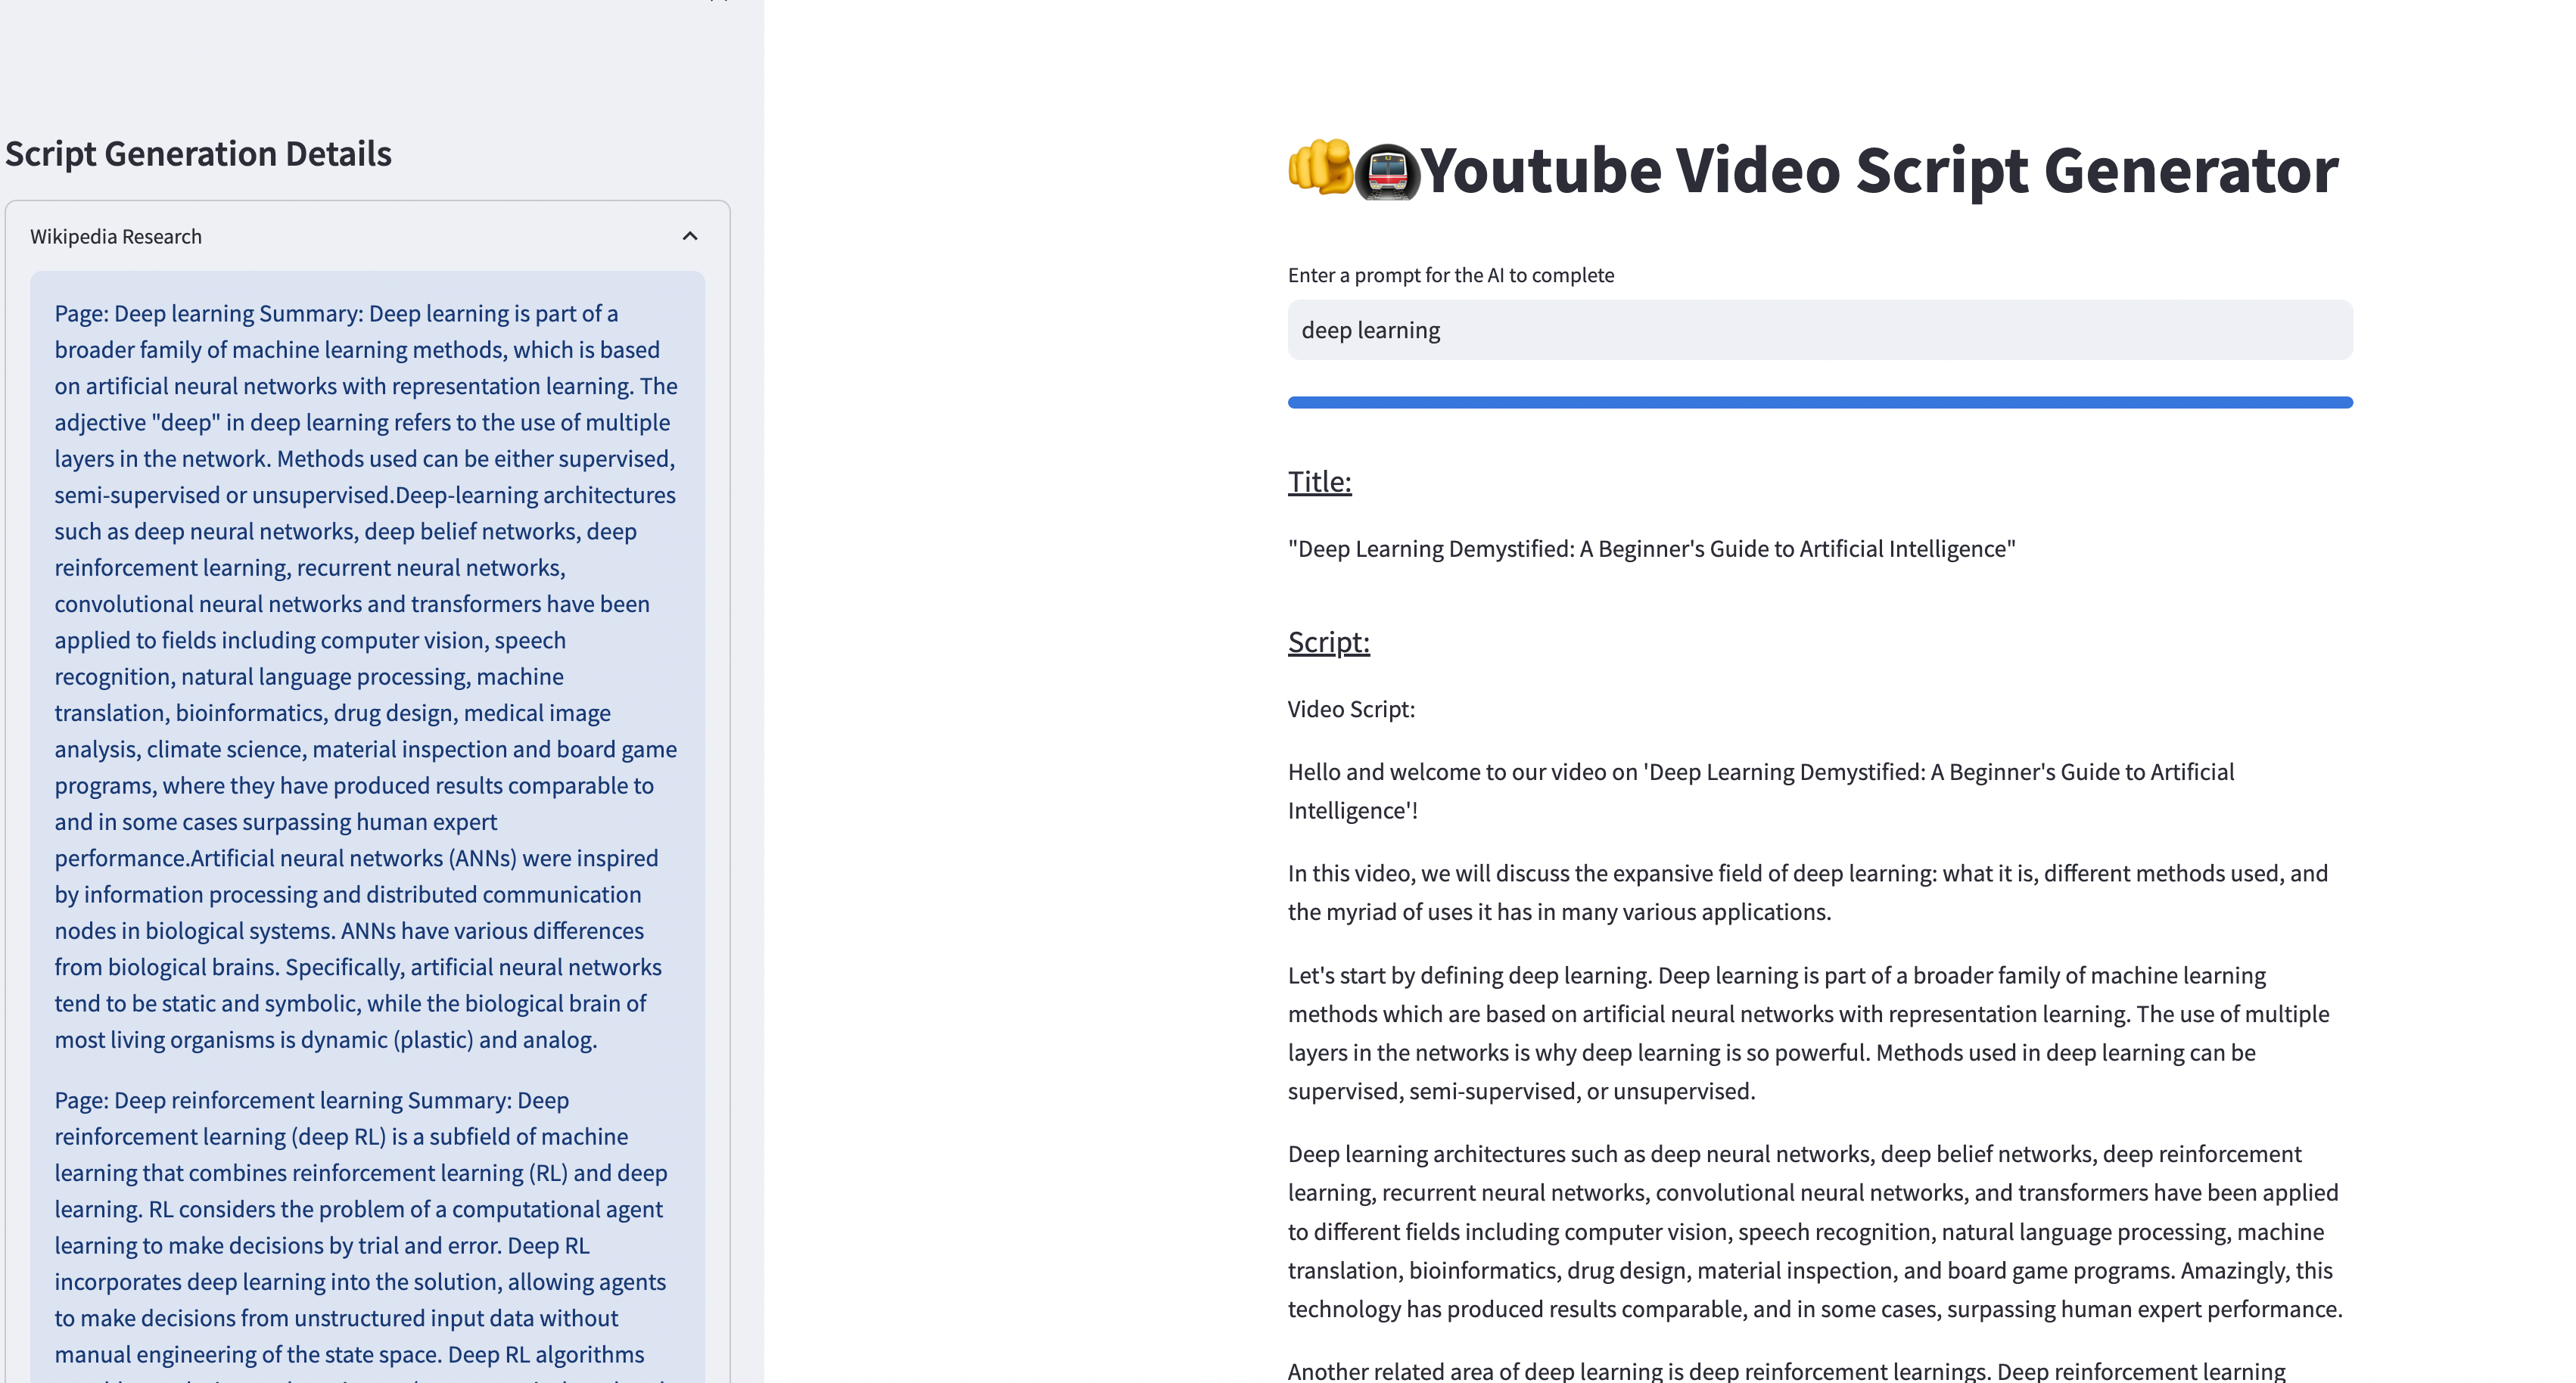 Script Generation Details
Wikipedia Research
Page: Deep learning Summary: Deep learning is part of a
broader family of machine learning methods, which is based
on artificial neural networks with representation learning. The
adjective "deep" in deep learning refers to the use of multiple
layers in the network. Methods used can be either supervised,
semi-supervised or unsupervised.Deep-learning architectures
such as deep neural networks, deep belief networks, deep
reinforcement learning, recurrent neural networks,
convolutional neural networks and transformers have been
applied to fields including computer vision, speech
recognition, natural language processing, machine
translation, bioinformatics, drug design, medical image
analysis, climate science, material inspection and board game
programs, where they have produced results comparable to
and in some cases surpassing human expert
performance.Artificial neural networks (ANNs) were inspired
by information processing and distributed communication
nodes in biological systems. ANNs have various differences
from biological brains. Specifically, artificial neural networks
tend to be static and symbolic, while the biological brain of
most living organisms is dynamic (plastic) and analog.
Page: Deep reinforcement learning Summary: Deep
reinforcement learning (deep RL) is a subfield of machine
learning that combines reinforcement learning (RL) and deep
learning. RL considers the problem of a computational agent
learning to make decisions by trial and error. Deep RL
incorporates deep learning into the solution, allowing agents
to make decisions from unstructured input data without
manual engineering of the state space. Deep RL algorithms
Youtube Video Script Generator
Enter a prompt for the AI to complete
deep learning
Title:
"Deep Learning Demystified: A Beginner's Guide to Artificial Intelligence"
Script:
Video Script:
Hello and welcome to our video on 'Deep Learning Demystified: A Beginner's Guide to Artificial
Intelligence'!
In this video, we will discuss the expansive field of deep learning: what it is, different methods used, and
the myriad of uses it has in many various applications.
Let's start by defining deep learning. Deep learning is part of a broader family of machine learning
methods which are based on artificial neural networks with representation learning. The use of multiple
layers in the networks is why deep learning is so powerful. Methods used in deep learning can be
supervised, semi-supervised, or unsupervised.
Deep learning architectures such as deep neural networks, deep belief networks, deep reinforcement
learning, recurrent neural networks, convolutional neural networks, and transformers have been applied
to different fields including computer vision, speech recognition, natural language processing, machine
translation, bioinformatics, drug design, material inspection, and board game programs. Amazingly, this
technology has produced results comparable, and in some cases, surpassing human expert performance.
Another related area of deep learning is deep reinforcement learnings. Deep reinforcement learning